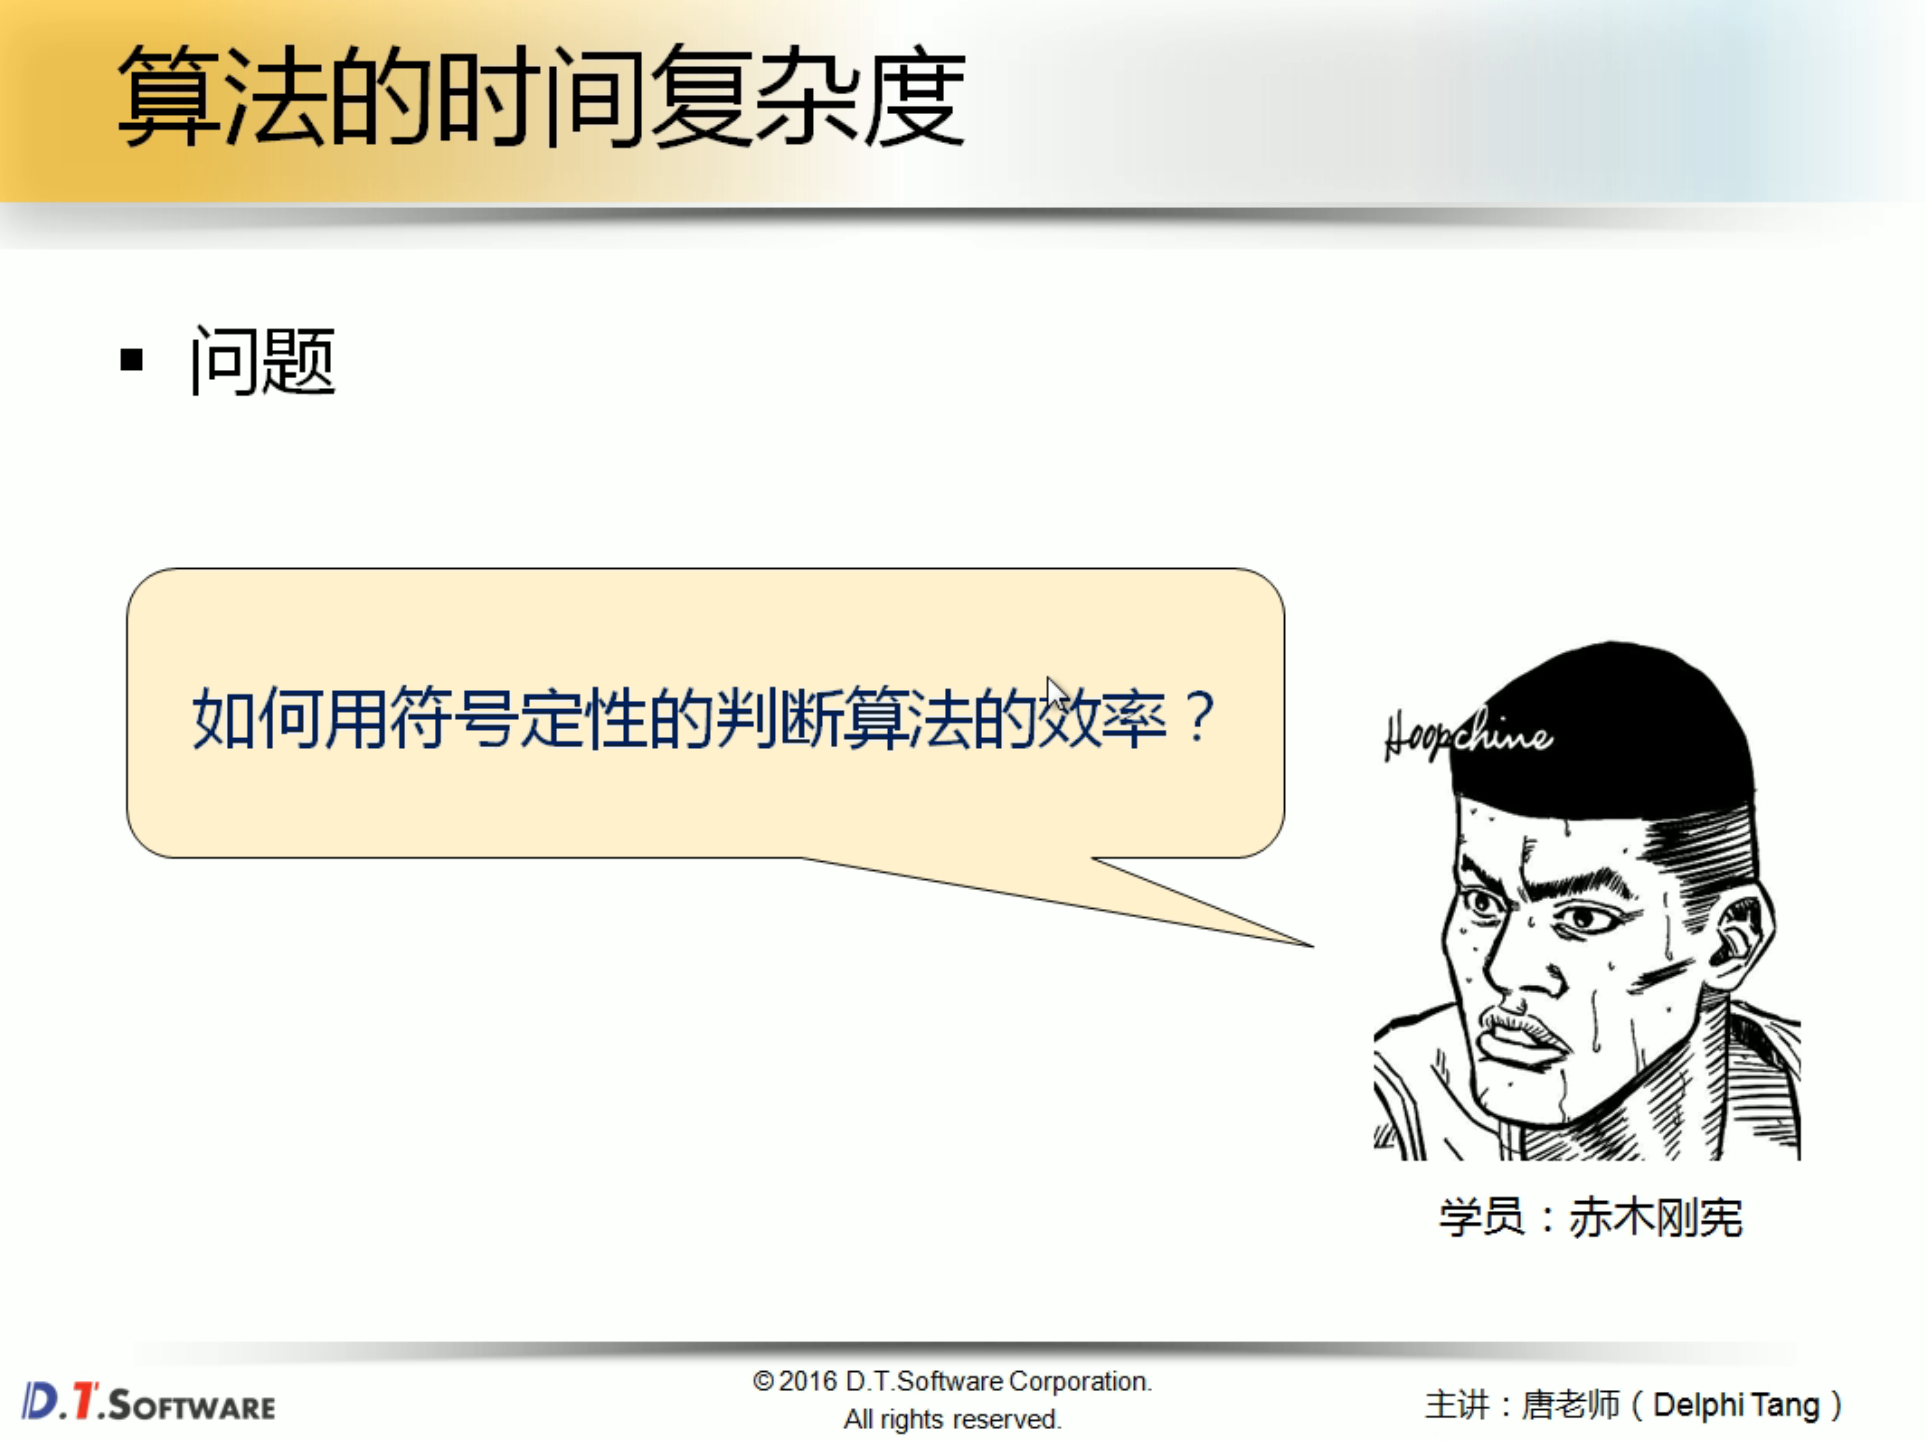 算法的时间复杂度
▪ 问题
如何用符号定性的判断算法的效率？
Hoopchine
学员：赤木刚宪
D.T.SOFTWARE
© 2016 D.T.Software Corporation.
All rights reserved.
主讲：唐老师（Delphi Tang）